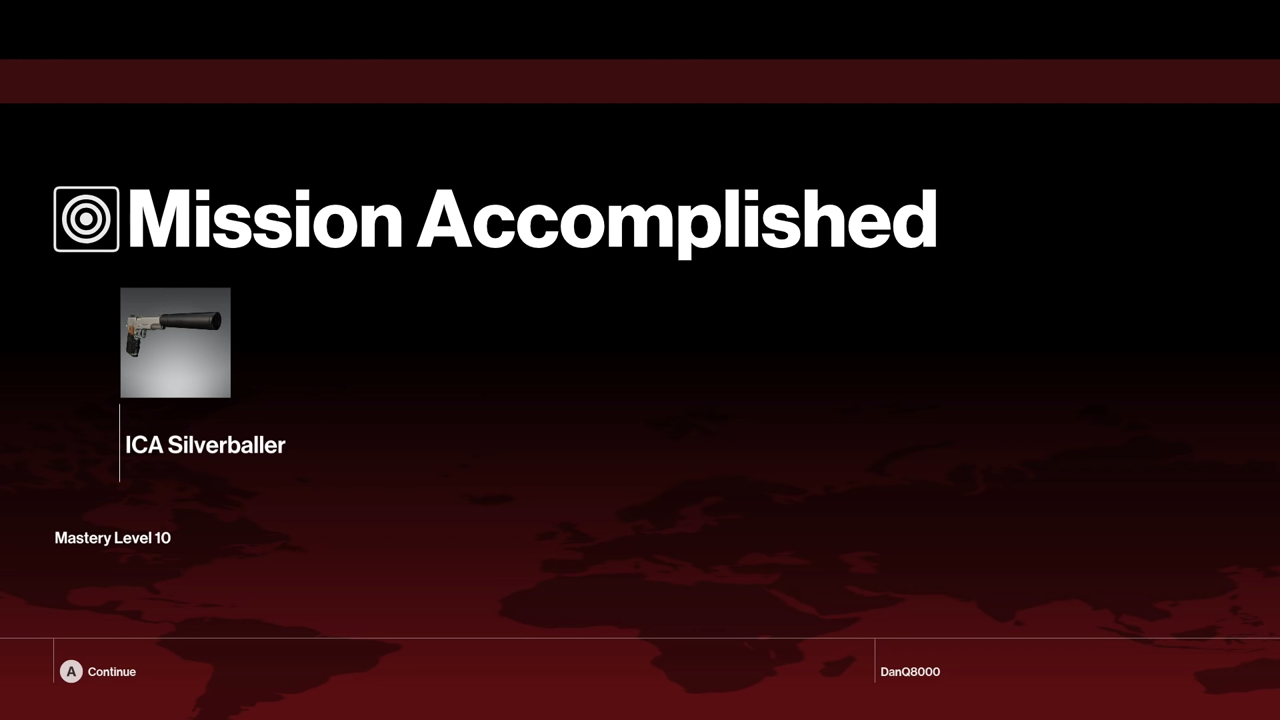 Mission Accomplished
ICA Silverballer
Mastery Level 10
A Continue
DanQ8000